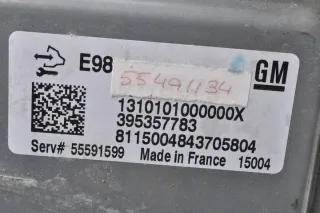 E98
55491134
GM
1310101000000X
395357783
8115004843705804
Serv# 55591599 Made in France 15004